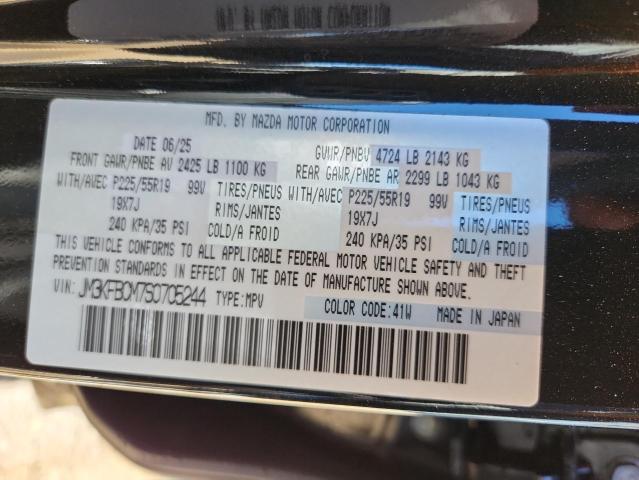 MFD. BY MAZDA MOTOR CORPORATION
DATE 06/25 GVWR/PNBV 4724 LB 2143 KG
FRONT GAWR/PNBE AV 2425 LB 1100 KG REAR GAWR/PNBE AR 2299 LB 1043 KG
WITH/AVEC P225/55R19 99V TIRES/PNEUS WITH/AVEC P225/55R19 99V TIRES/PNEUS
19X7J RIMS/JANTES 19X7J RIMS/JANTES
240 KPA/35 PSI COLD/A FROID 240 KPA/35 PSI COLD/A FROID
THIS VEHICLE CONFORMS TO ALL APPLICABLE FEDERAL MOTOR VEHICLE SAFETY AND THEFT
PREVENTION STANDARDS IN EFFECT ON THE DATE OF MANUFACTURE SHOWN ABOVE.
VIN: JM3KFBCM7S0705244 TYPE:MPV
COLOR CODE:41W MADE IN JAPAN